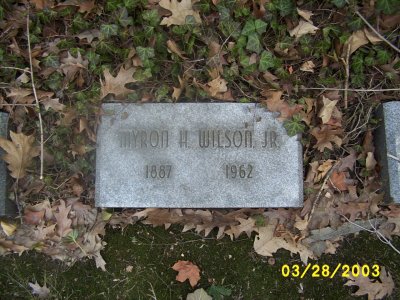 MYRON H. WILSON, JR.
1887 1962
03/28/2003